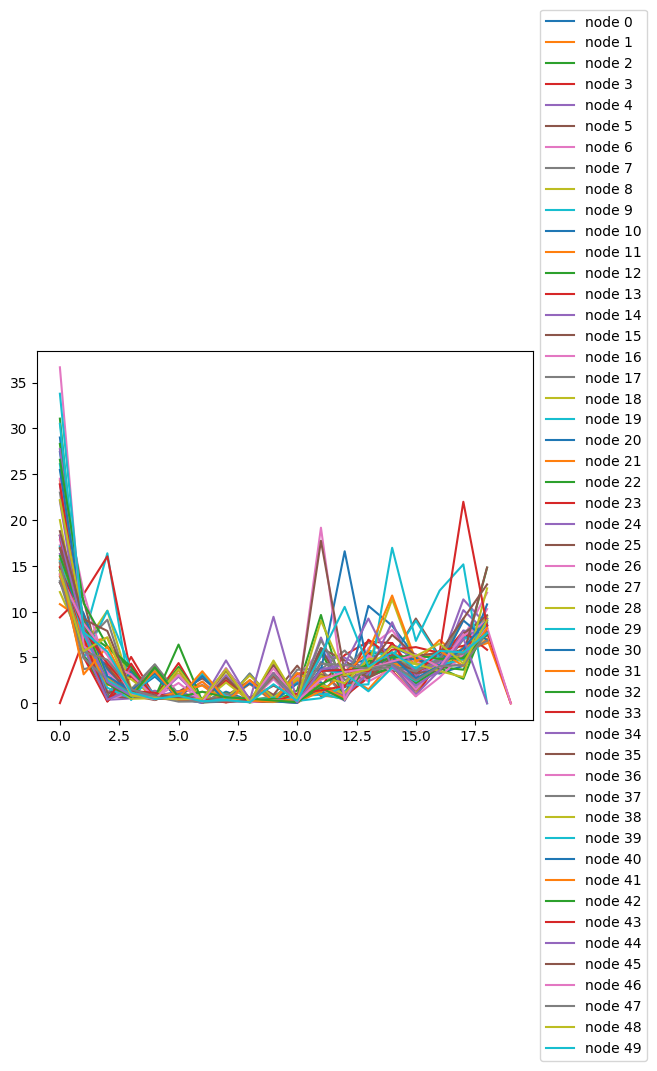 node 0
node 1
node 2
node 3
node 4
node 5
node 6
node 7
node 8
node 9
node 10
node 11
node 12
node 13
node 14
node 15
node 16
node 17
node 18
node 19
node 20
node 21
node 22
node 23
node 24
node 25
node 26
node 27
node 28
node 29
node 30
node 31
node 32
node 33
node 34
node 35
node 36
node 37
node 38
node 39
node 40
node 41
node 42
node 43
node 44
node 45
node 46
node 47
node 48
node 49
35
30
25
20
15
10
5
0
0.0 2.5 5.0 7.5 10.0 12.5 15.0 17.5